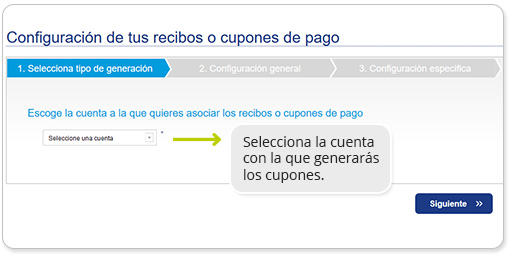 Configuración de tus recibos o cupones de pago
1. Selecciona tipo de generación 2. Configuración general 3. Configuración especifica
Escoge la cuenta a la que quieres asociar los recibos o cupones de pago
Seleccione una cuenta *
Selecciona la cuenta
con la que generarás
los cupones.
Siguiente »